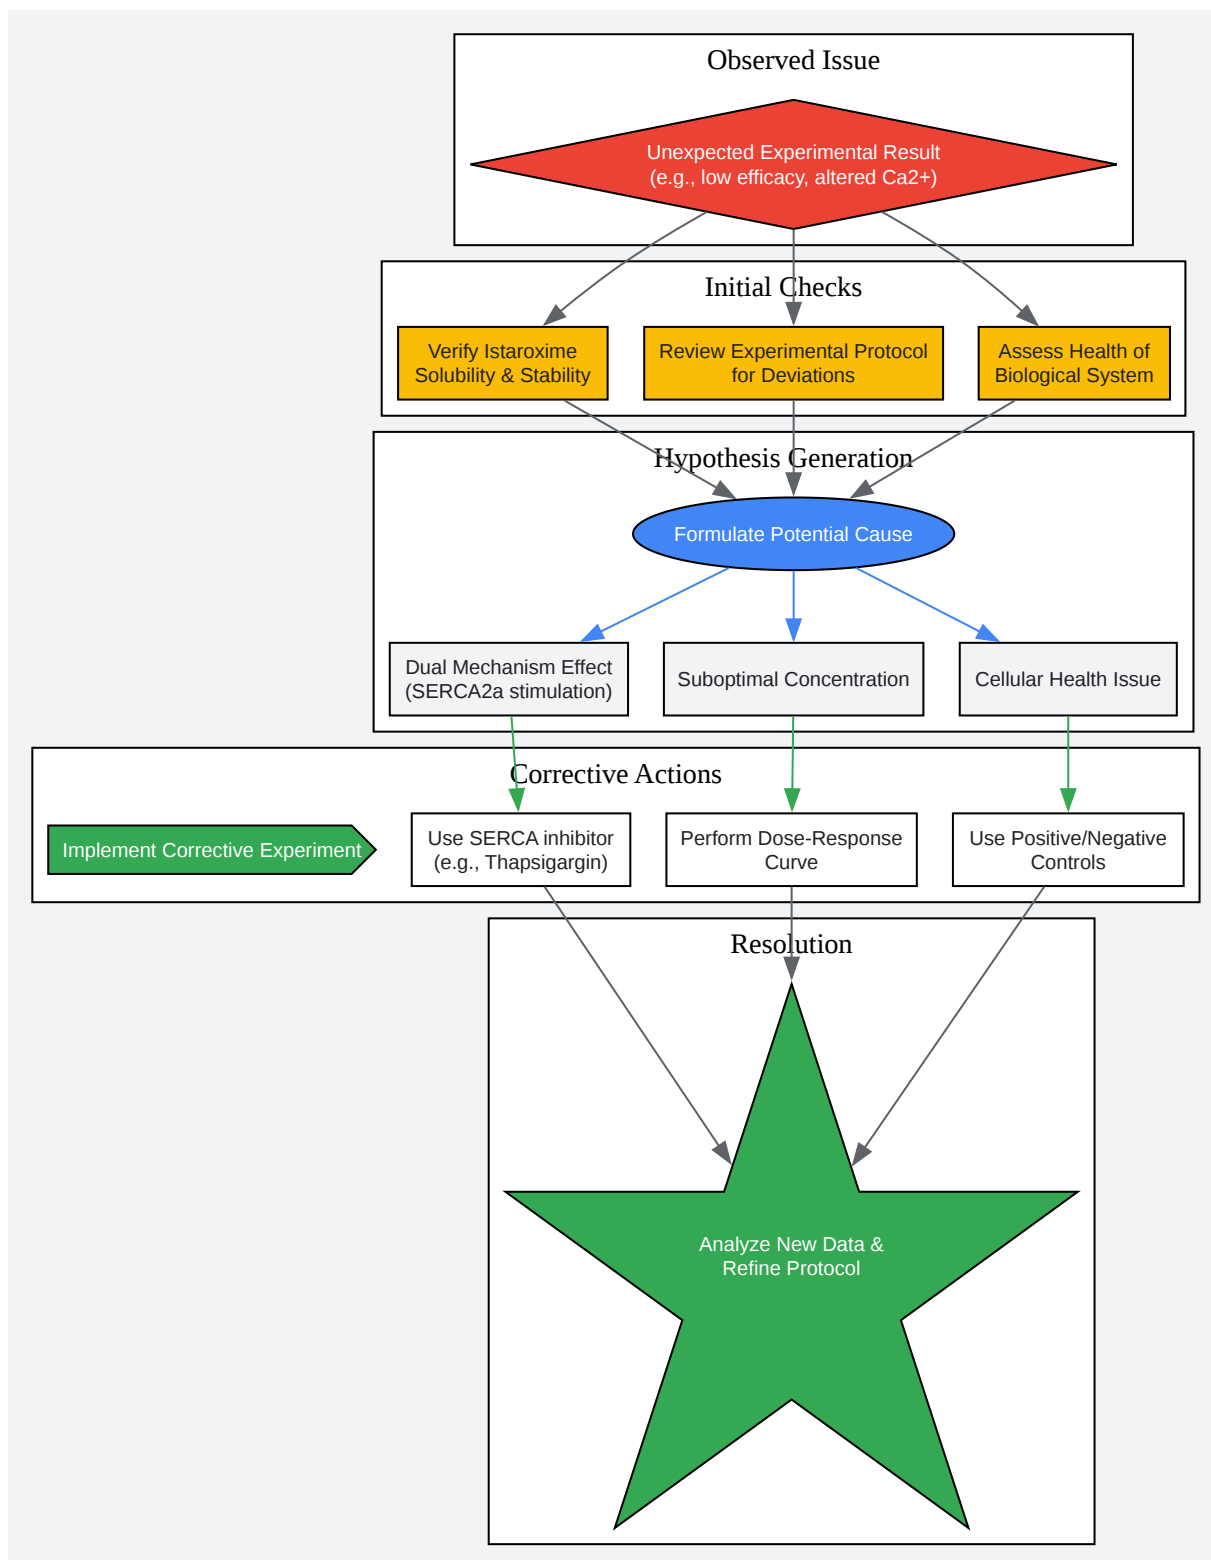 Observed Issue
Unexpected Experimental Result
(e.g., low efficacy, altered Ca2+)
Initial Checks
Verify Istaroxime
Solubility & Stability
Review Experimental Protocol
for Deviations
Assess Health of
Biological System
Hypothesis Generation
Formulate Potential Cause
Dual Mechanism Effect
(SERCA2a stimulation)
Suboptimal Concentration
Cellular Health Issue
Corrective Actions
Implement Corrective Experiment
Use SERCA inhibitor
(e.g., Thapsigargin)
Perform Dose-Response
Curve
Use Positive/Negative
Controls
Resolution
Analyze New Data &
Refine Protocol